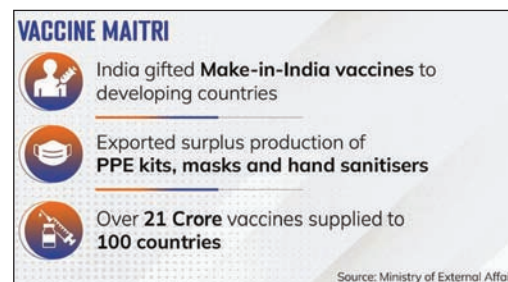 VACCINE MAITRI
India gifted Make-in-India vaccines to
developing countries
Exported surplus production of
PPE kits, masks and hand sanitisers
Over 21 Crore vaccines supplied to
100 countries
Source: Ministry of External Affai